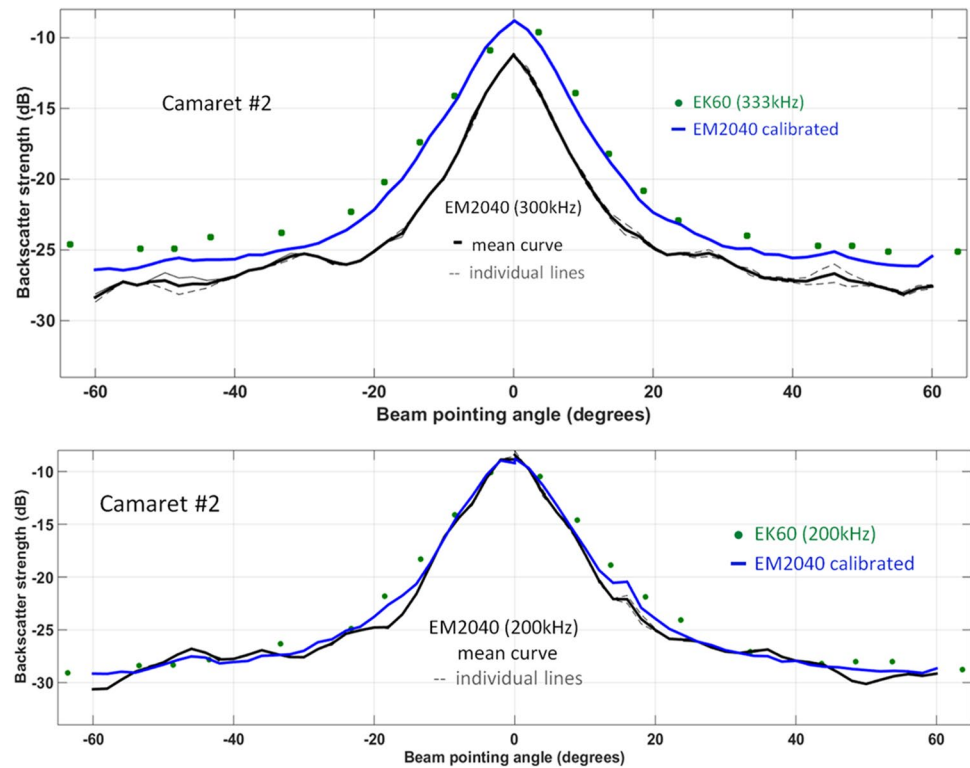 -10
-15
-20
-25
-30
Backscatter strength (dB)
Camaret #2
EK60 (333kHz)
EM2040 calibrated
EM2040 (300kHz)
mean curve
-- individual lines
-60 -40 -20 0 20 40 60
Beam pointing angle (degrees)
-10
-15
-20
-25
-30
Backscatter strength (dB)
Camaret #2
EK60 (200kHz)
EM2040 calibrated
EM2040 (200kHz)
mean curve
-- individual lines
-60 -40 -20 0 20 40 60
Beam pointing angle (degrees)